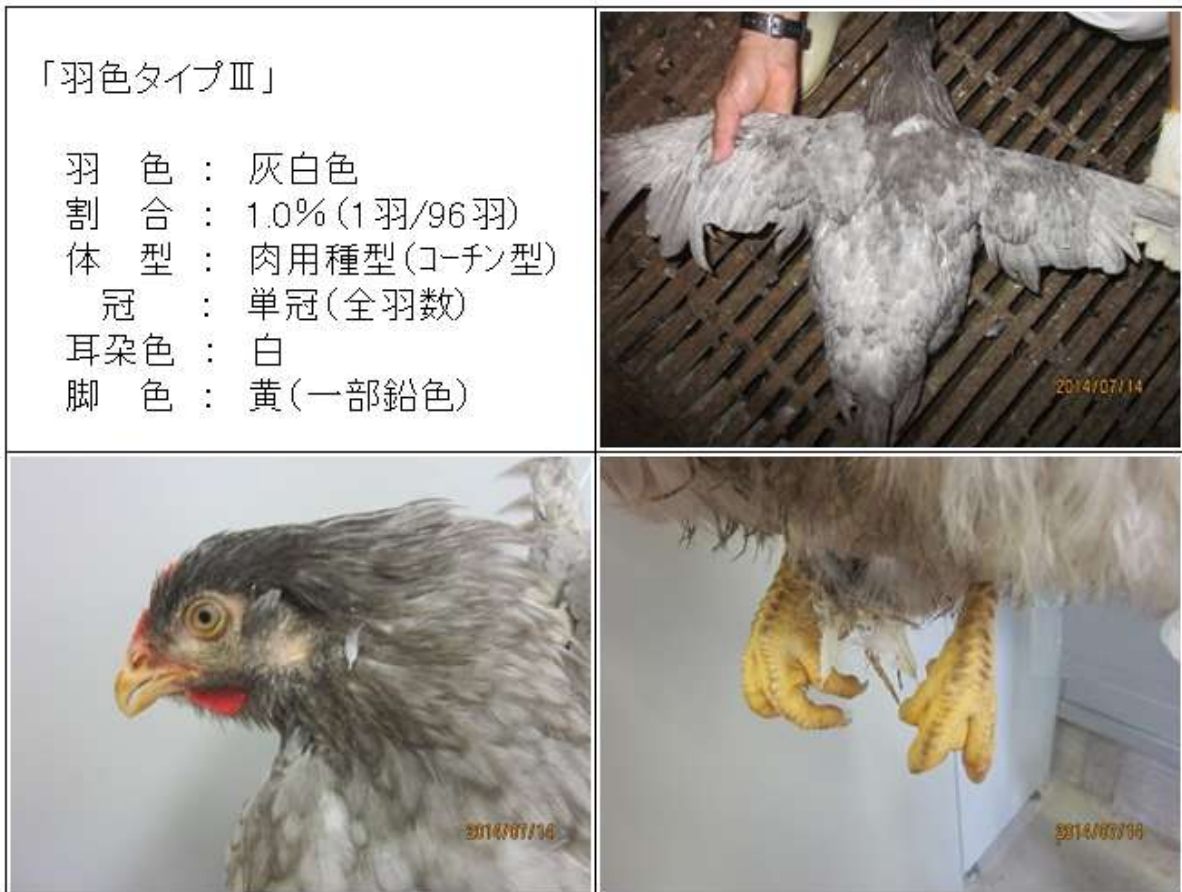 「羽色タイプⅢ」
羽 色 : 灰白色
割 合 : 1.0%(1羽/96羽)
体 型 : 肉用種型(コーチン型)
冠 : 単冠(全羽数)
耳朶色 : 白
脚 色 : 黄(一部鉛色)
2014/07/14
2014/07/14
2014/07/14